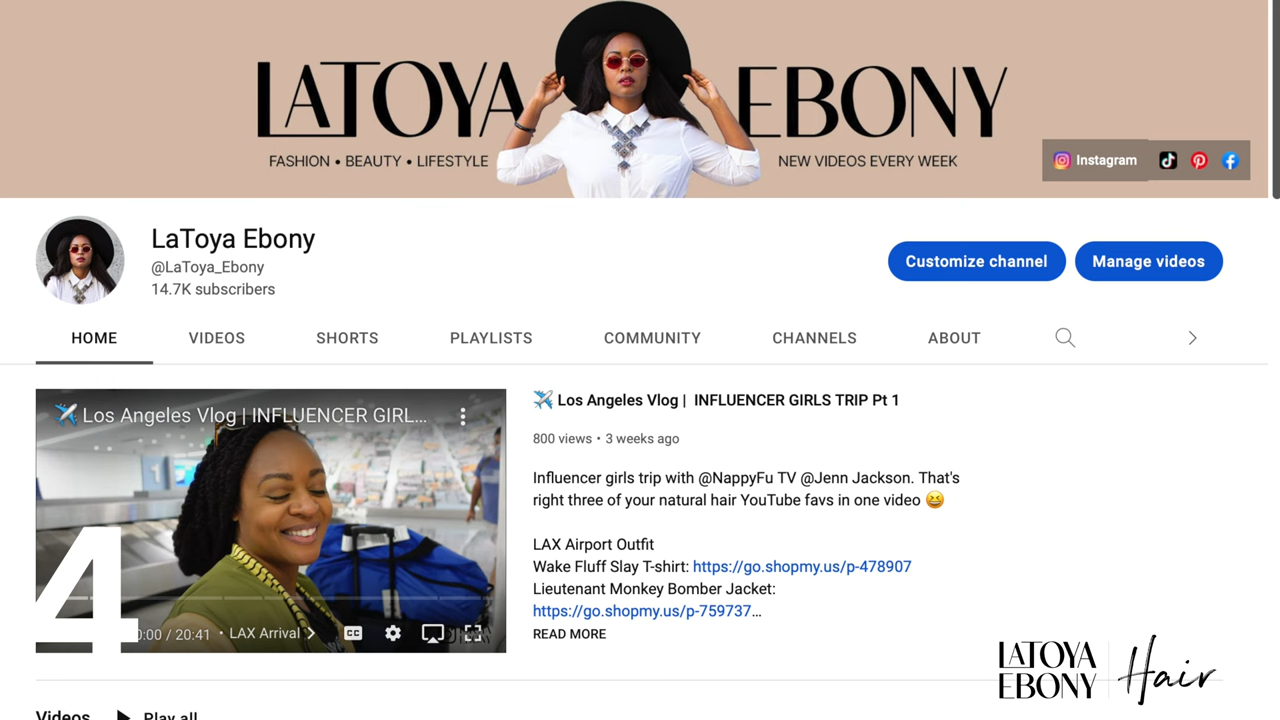 LATOYA EBONY
FASHION • BEAUTY • LIFESTYLE
NEW VIDEOS EVERY WEEK
Instagram
LaToya Ebony
@LaToya_Ebony
14.7K subscribers
Customize channel
Manage videos
HOME VIDEOS SHORTS PLAYLISTS COMMUNITY CHANNELS ABOUT
✈️ Los Angeles Vlog | INFLUENCER GIRL...
4
0:00 / 20:41 • LAX Arrival
CC
✈️ Los Angeles Vlog | INFLUENCER GIRLS TRIP Pt 1
800 views • 3 weeks ago
Influencer girls trip with @NappyFu TV @Jenn Jackson. That's
right three of your natural hair YouTube favs in one video 😆
LAX Airport Outfit
Wake Fluff Slay T-shirt: https://go.shopmy.us/p-478907
Lieutenant Monkey Bomber Jacket:
https://go.shopmy.us/p-759737...
READ MORE
LATOYA
EBONY
Hair
Videos Play all